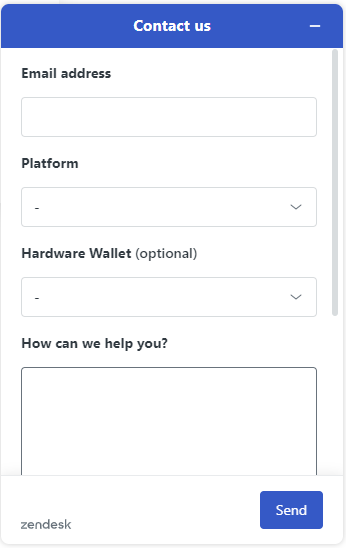 Contact us
Email address
Platform
-
Hardware Wallet (optional)
-
How can we help you?
zendesk
Send